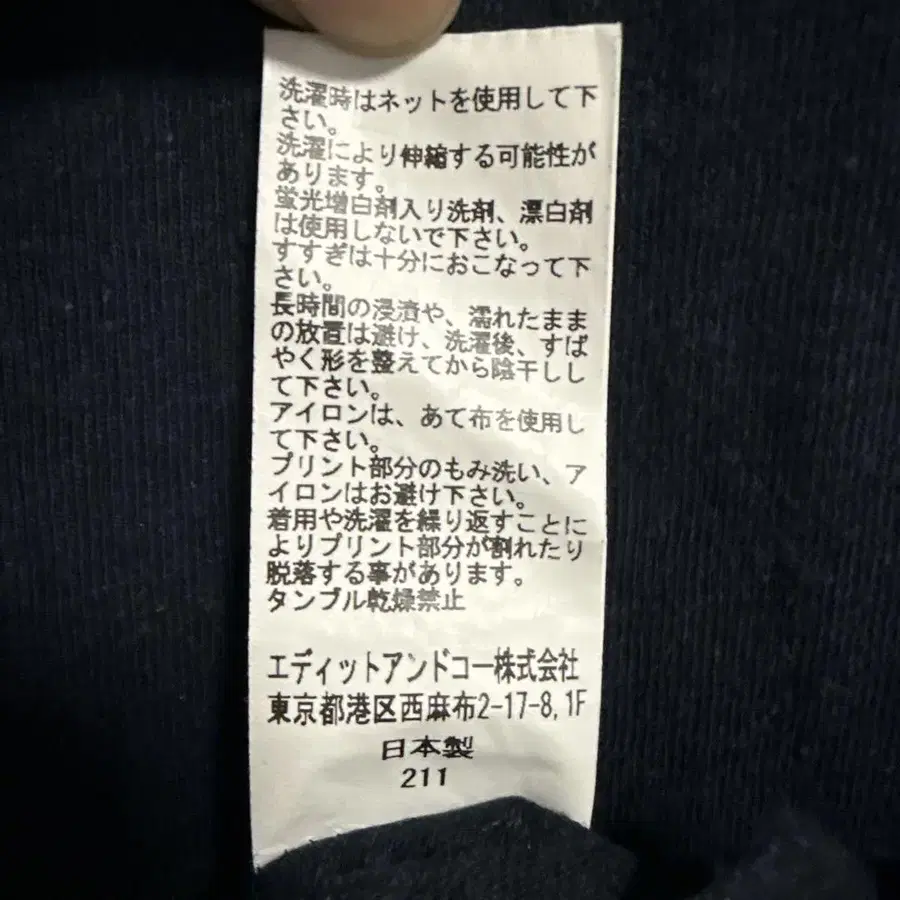 洗濯時はネットを使用して下
さい。
洗濯により伸縮する可能性が
あります。
蛍光増白剤入り洗剤、漂白剤
は使用しないで下さい。
すすぎは十分におこなって下
さい。
長時間の浸漬や、濡れたまま
の放置は避け、洗濯後、すば
やく形を整えてから陰干しし
て下さい。
アイロンは、あて布を使用し
て下さい。
プリント部分のもみ洗い、ア
イロンはお避け下さい。
着用や洗濯を繰り返すことに
よりプリント部分が割れたり
脱落する事があります。
タンブル乾燥禁止
エディットアンドコー株式会社
東京都港区西麻布2-17-8,1F
日本製
211